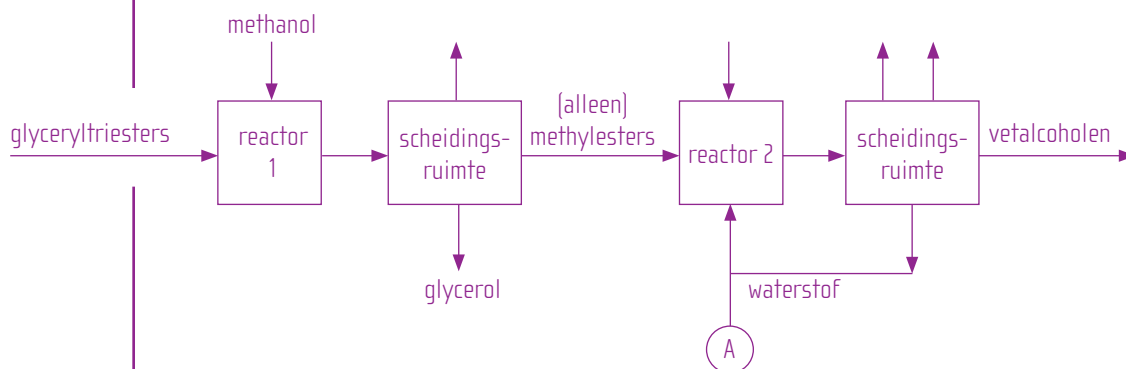 methanol
glyceryltriesters
reactor
1
scheidings-
ruimte
glycerol
(alleen)
methylesters
reactor 2
scheidings-
ruimte
vetalcoholen
waterstof
A